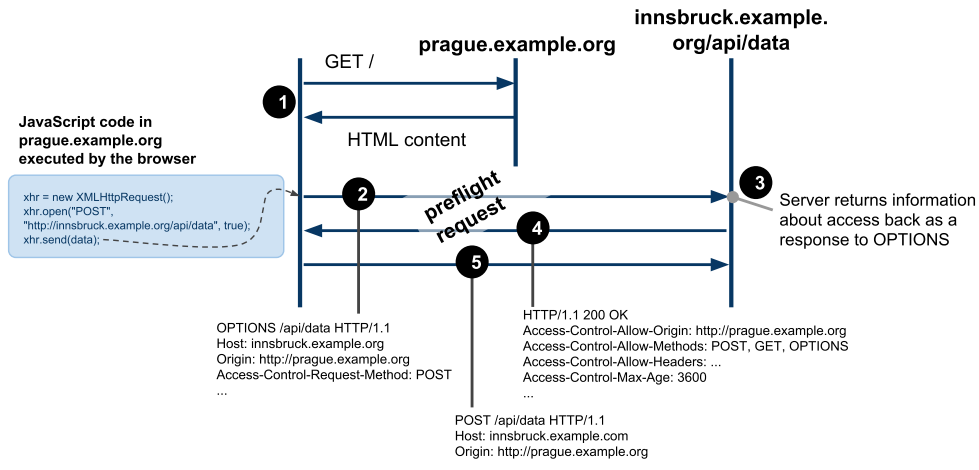 innsbruck.example.
org/api/data
prague.example.org
GET /
1
HTML content
JavaScript code in
prague.example.org
executed by the browser
xhr = new XMLHttpRequest();
xhr.open("POST",
"http://innsbruck.example.org/api/data", true);
xhr.send(data);
2
preflight
request
3
Server returns information
about access back as a
response to OPTIONS
4
5
OPTIONS /api/data HTTP/1.1
Host: innsbruck.example.org
Origin: http://prague.example.org
Access-Control-Request-Method: POST
...
HTTP/1.1 200 OK
Access-Control-Allow-Origin: http://prague.example.org
Access-Control-Allow-Methods: POST, GET, OPTIONS
Access-Control-Allow-Headers: ...
Access-Control-Max-Age: 3600
...
POST /api/data HTTP/1.1
Host: innsbruck.example.com
Origin: http://prague.example.org